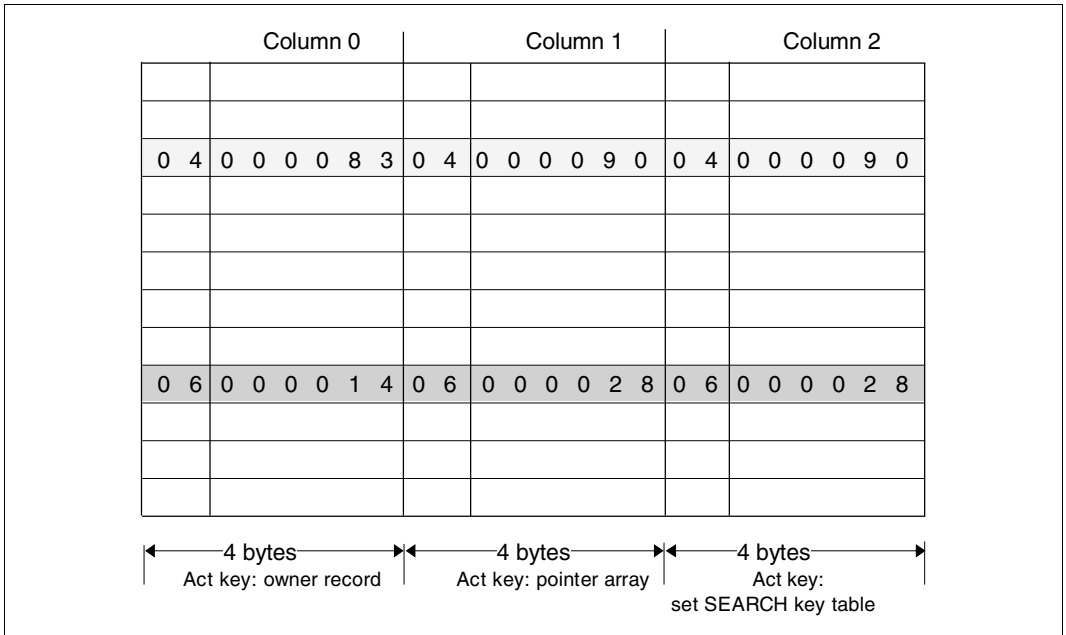 Column 0 Column 1 Column 2
0 4 0 0 0 0 8 3 0 4 0 0 0 0 9 0 0 4 0 0 0 0 9 0
0 6 0 0 0 0 1 4 0 6 0 0 0 0 2 8 0 6 0 0 0 0 2 8
4 bytes 4 bytes 4 bytes
Act key: owner record Act key: pointer array Act key:
set SEARCH key table